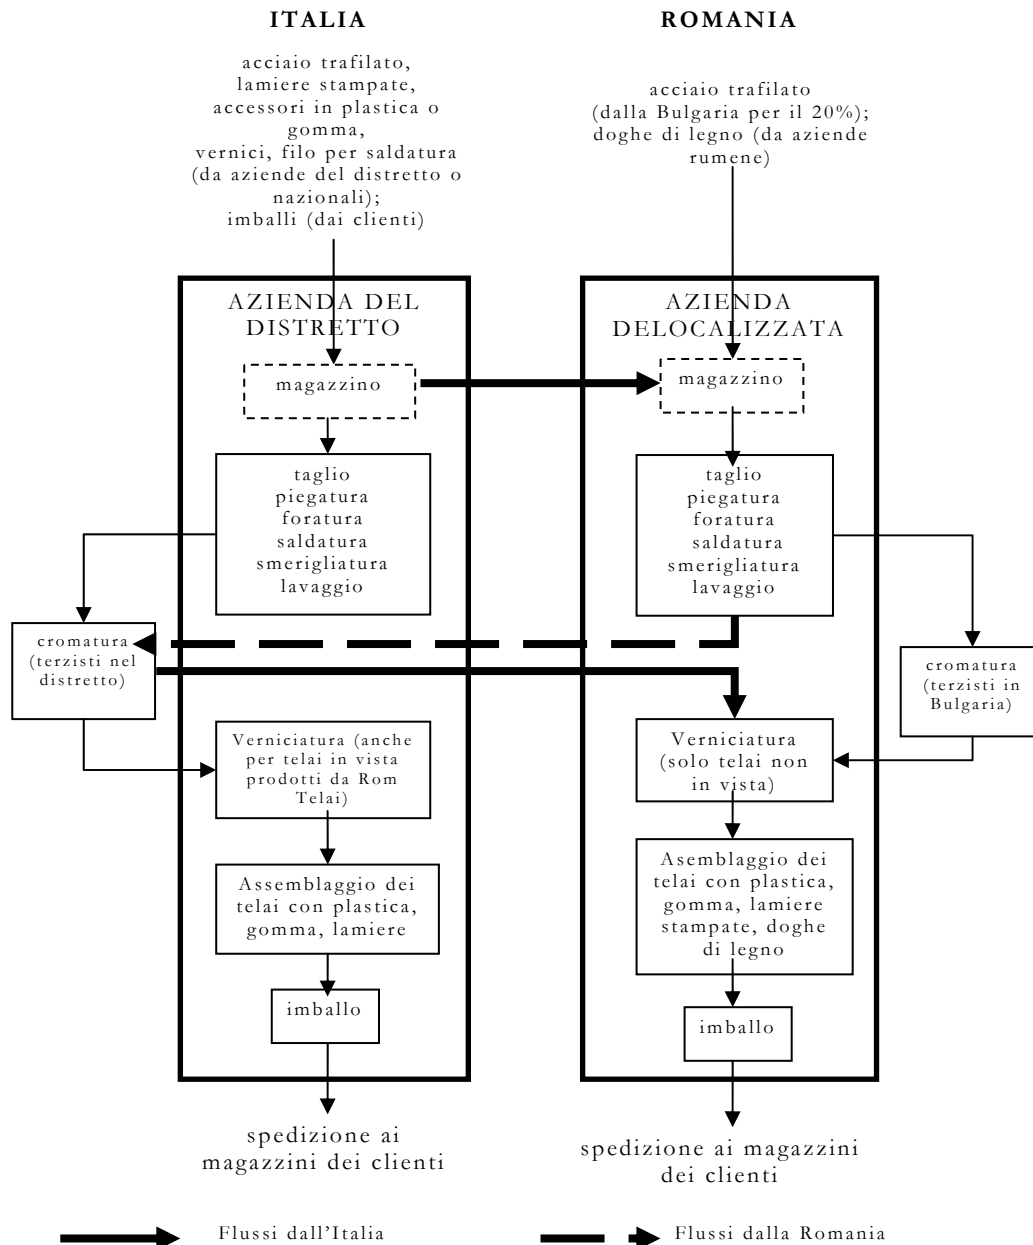 ITALIA
acciaio trafilato,
lamiere stampate,
accessori in plastica o
gomma,
vernici, filo per saldatura
(da aziende del distretto o
nazionali);
imballi (dai clienti)
ROMANIA
acciaio trafilato
(dalla Bulgaria per il 20%);
doghe di legno (da aziende
rumene)
AZIENDA DEL
DISTRETTO
magazzino
taglio
piegatura
foratura
saldatura
smerigliatura
lavaggio
cromatura
(terzisti nel
distretto)
Verniciatura (anche
per telai in vista
prodotti da Rom
Telai)
Assemblaggio dei
telai con plastica,
gomma, lamiere
imballo
spedizione ai
magazzini dei clienti
AZIENDA
DELOCALIZZATA
magazzino
taglio
piegatura
foratura
saldatura
smerigliatura
lavaggio
cromatura
(terzisti in
Bulgaria)
Verniciatura
(solo telai non
in vista)
Asemblaggio dei
telai con plastica,
gomma, lamiere
stampate, doghe
di legno
imballo
spedizione ai magazzini
dei clienti
Flussi dall'Italia
Flussi dalla Romania